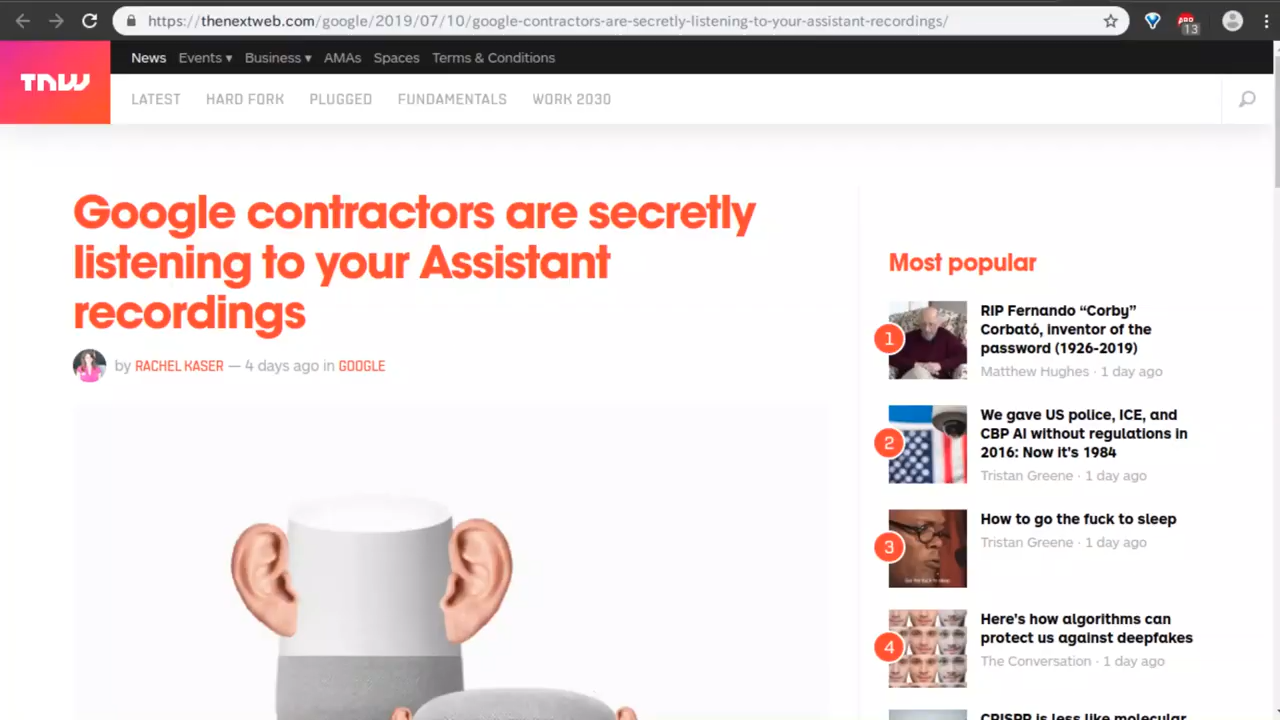 https://thenextweb.com/google/2019/07/10/google-contractors-are-secretly-listening-to-your-assistant-recordings/
13
TNW
News Events ▾ Business ▾ AMAs Spaces Terms & Conditions
LATEST HARD FORK PLUGGED FUNDAMENTALS WORK 2030
Google contractors are secretly
listening to your Assistant
recordings
by RACHEL KASER — 4 days ago in GOOGLE
Most popular
1
RIP Fernando “Corby”
Corbató, inventor of the
password (1926-2019)
Matthew Hughes · 1 day ago
2
We gave US police, ICE, and
CBP AI without regulations in
2016: Now it's 1984
Tristan Greene · 1 day ago
3
How to go the fuck to sleep
Tristan Greene · 1 day ago
4
Here's how algorithms can
protect us against deepfakes
The Conversation · 1 day ago
CRISPR is less like molecular